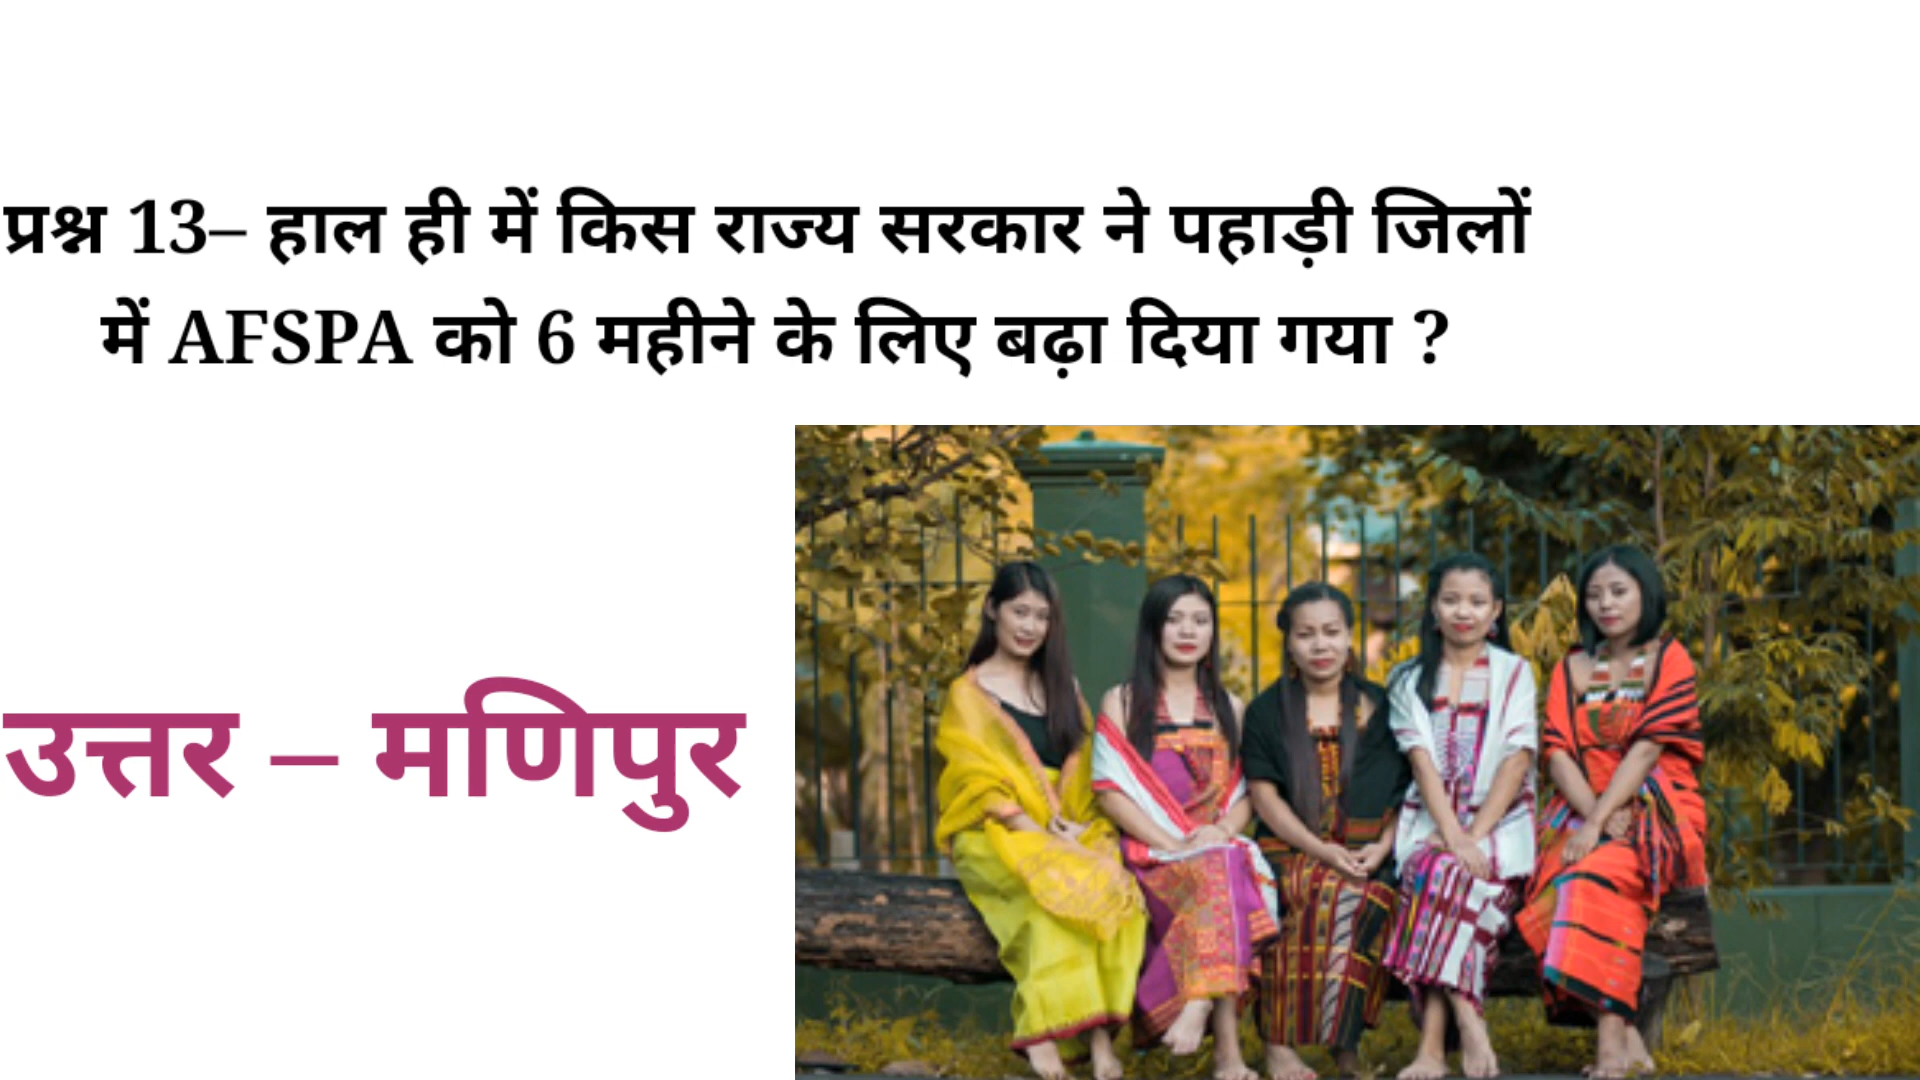 प्रश्न 13– हाल ही में किस राज्य सरकार ने पहाड़ी जिलों
में AFSPA को 6 महीने के लिए बढ़ा दिया गया ?
उत्तर – मणिपुर